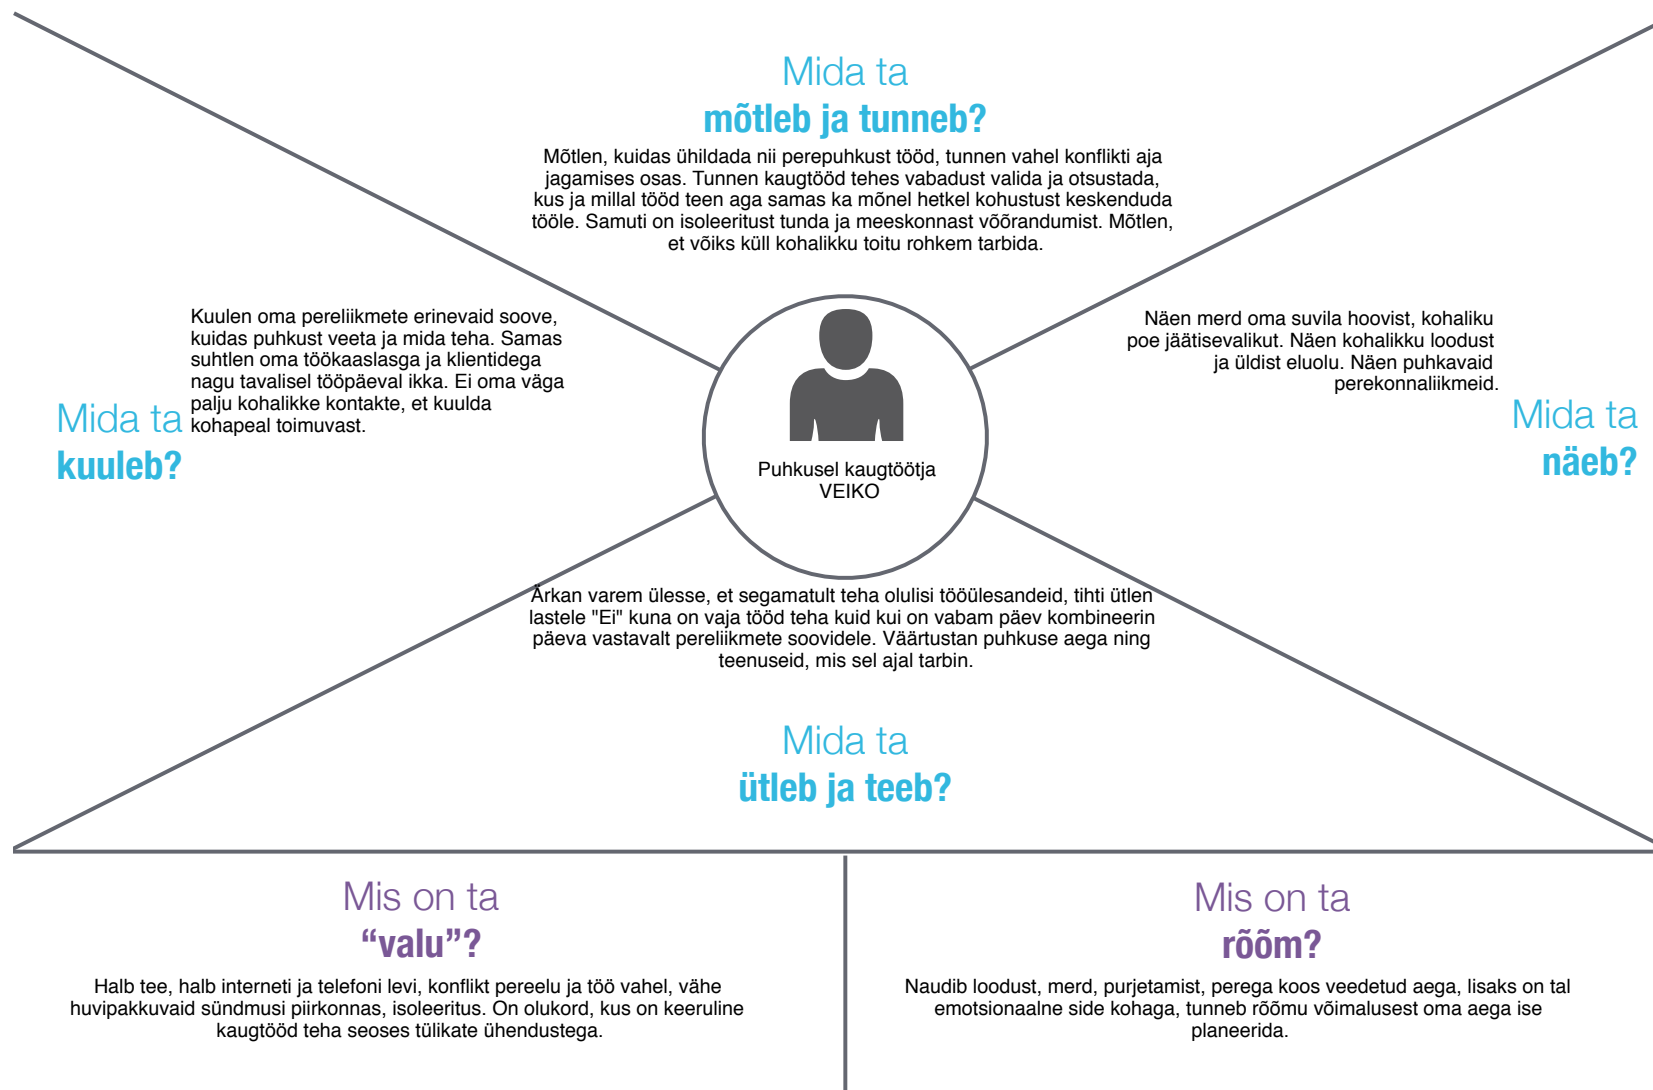 Mida ta
mõtleb ja tunneb?
Mõtlen, kuidas ühildada nii perepuhkust tööd, tunnen vahel konflikti aja
jagamises osas. Tunnen kaugtööd tehes vabadust valida ja otsustada,
kus ja millal tööd teen aga samas ka mõnel hetkel kohustust keskenduda
tööle. Samuti on isoleeritust tunda ja meeskonnast võõrandumist. Mõtlen,
et võiks küll kohalikku toitu rohkem tarbida.
Kuulen oma pereliikmete erinevaid soove,
kuidas puhkust veeta ja mida teha. Samas
suhtlen oma töökaaslasga ja klientidega
nagu tavalisel tööpäeval ikka. Ei oma väga
palju kohalikke kontakte, et kuulda
kohapeal toimuvast.
Mida ta
kuuleb?
Puhkusel kaugtöötja
VEIKO
Näen merd oma suvila hoovist, kohaliku
poe jäätisevalikut. Näen kohalikku loodust
ja üldist eluolu. Näen puhkavaid
perekonnaliikmeid.
Mida ta
näeb?
Ärkan varem ülesse, et segamatult teha olulisi tööülesandeid, tihti ütlen
lastele "Ei" kuna on vaja tööd teha kuid kui on vabam päev kombineerin
päeva vastavalt pereliikmete soovidele. Väärtustan puhkuse aega ning
teenuseid, mis sel ajal tarbin.
Mida ta
ütleb ja teeb?
Mis on ta
“valu”?
Halb tee, halb interneti ja telefoni levi, konflikt pereelu ja töö vahel, vähe
huvipakkuvaid sündmusi piirkonnas, isoleeritus. On olukord, kus on keeruline
kaugtööd teha seoses tülikate ühendustega.
Mis on ta
rõõm?
Naudib loodust, merd, purjetamist, perega koos veedetud aega, lisaks on tal
emotsionaalne side kohaga, tunneb rõõmu võimalusest oma aega ise
planeerida.